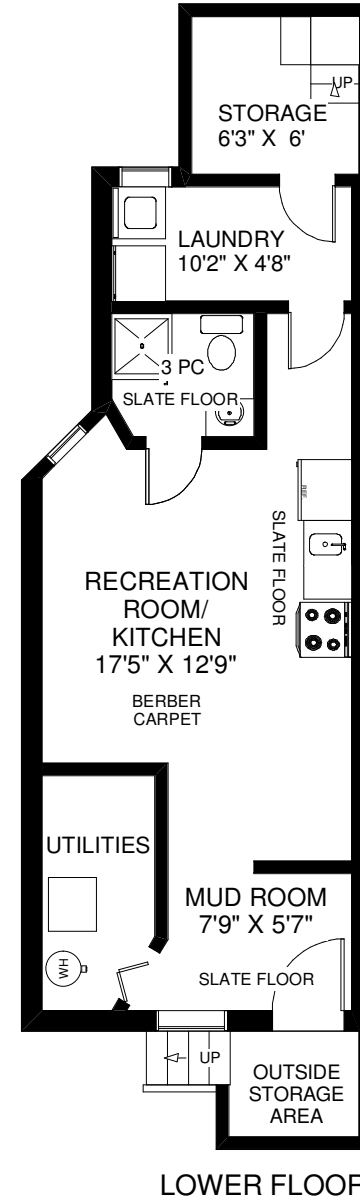 UP
STORAGE
6'3" X 6'
LAUNDRY
10'2" X 4'8"
3 PC
SLATE FLOOR
REF
SLATE FLOOR
RECREATION
ROOM/
KITCHEN
17'5" X 12'9"
BERBER
CARPET
UTILITIES
MUD ROOM
7'9" X 5'7"
WH
SLATE FLOOR
UP
OUTSIDE
STORAGE
AREA
LOWER FLOOR